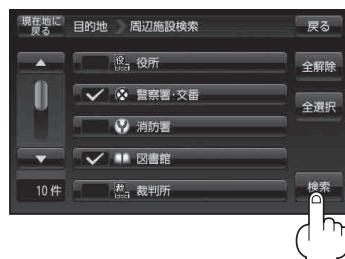 現在地に
戻る
目的地 周辺施設検索
戻る
役所
全解除
警察署・交番
全選択
消防署
図書館
10件
裁判所
検索